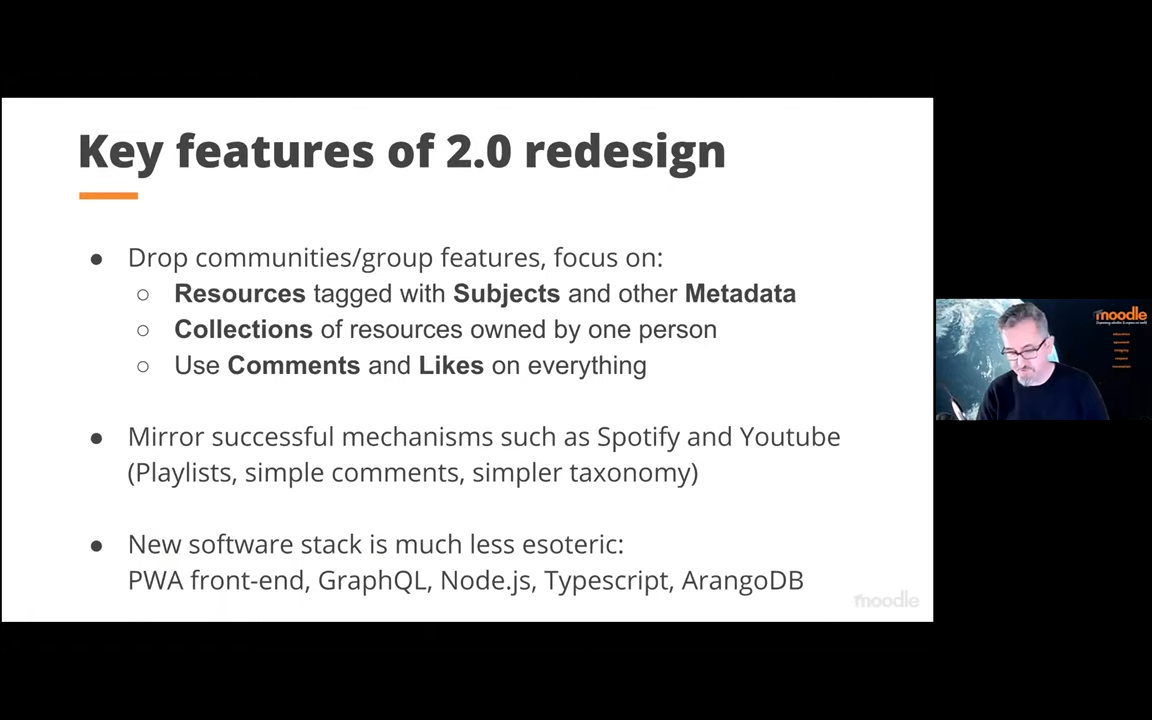 Key features of 2.0 redesign
● Drop communities/group features, focus on:
○ Resources tagged with Subjects and other Metadata
○ Collections of resources owned by one person
○ Use Comments and Likes on everything
● Mirror successful mechanisms such as Spotify and Youtube
(Playlists, simple comments, simpler taxonomy)
● New software stack is much less esoteric:
PWA front-end, GraphQL, Node.js, Typescript, ArangoDB
moodle
moodle